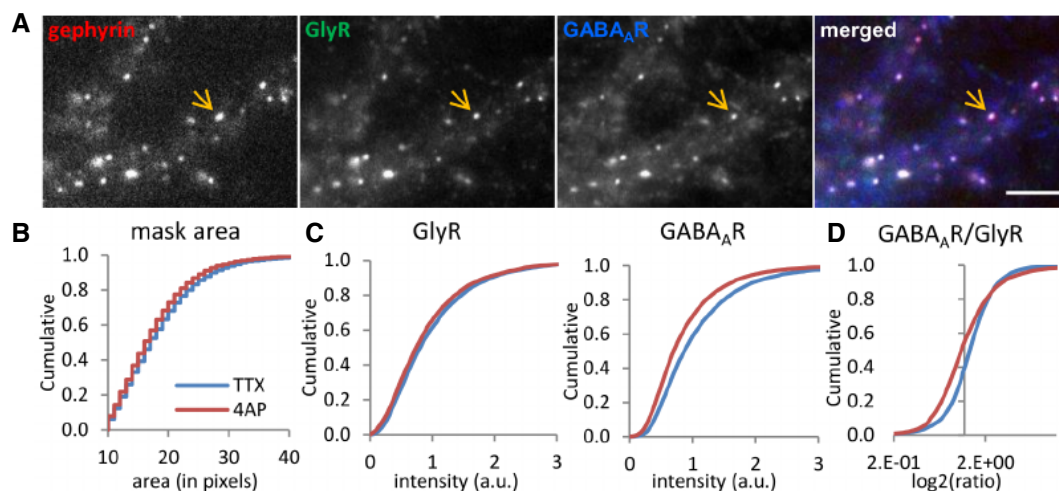 A
gephyrin
GlyR
GABA_AR
merged
B
mask area
C
GlyR
GABA_AR
D
GABA_AR/GlyR
Cumulative
1.0
0.8
0.6
0.4
0.2
0.0
TTX
4AP
10 20 30 40
area (in pixels)
Cumulative
1.0
0.8
0.6
0.4
0.2
0.0
0 1 2 3
intensity (a.u.)
Cumulative
1.0
0.8
0.6
0.4
0.2
0.0
0 1 2 3
intensity (a.u.)
Cumulative
1.0
0.8
0.6
0.4
0.2
0.0
2.E-01 2.E+00
log2(ratio)